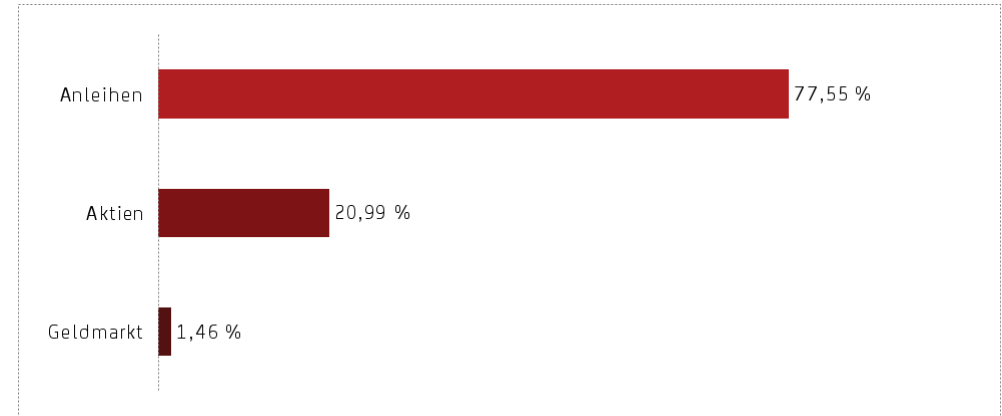 Anleihen 77,55 %
Aktien 20,99 %
Geldmarkt 1,46 %